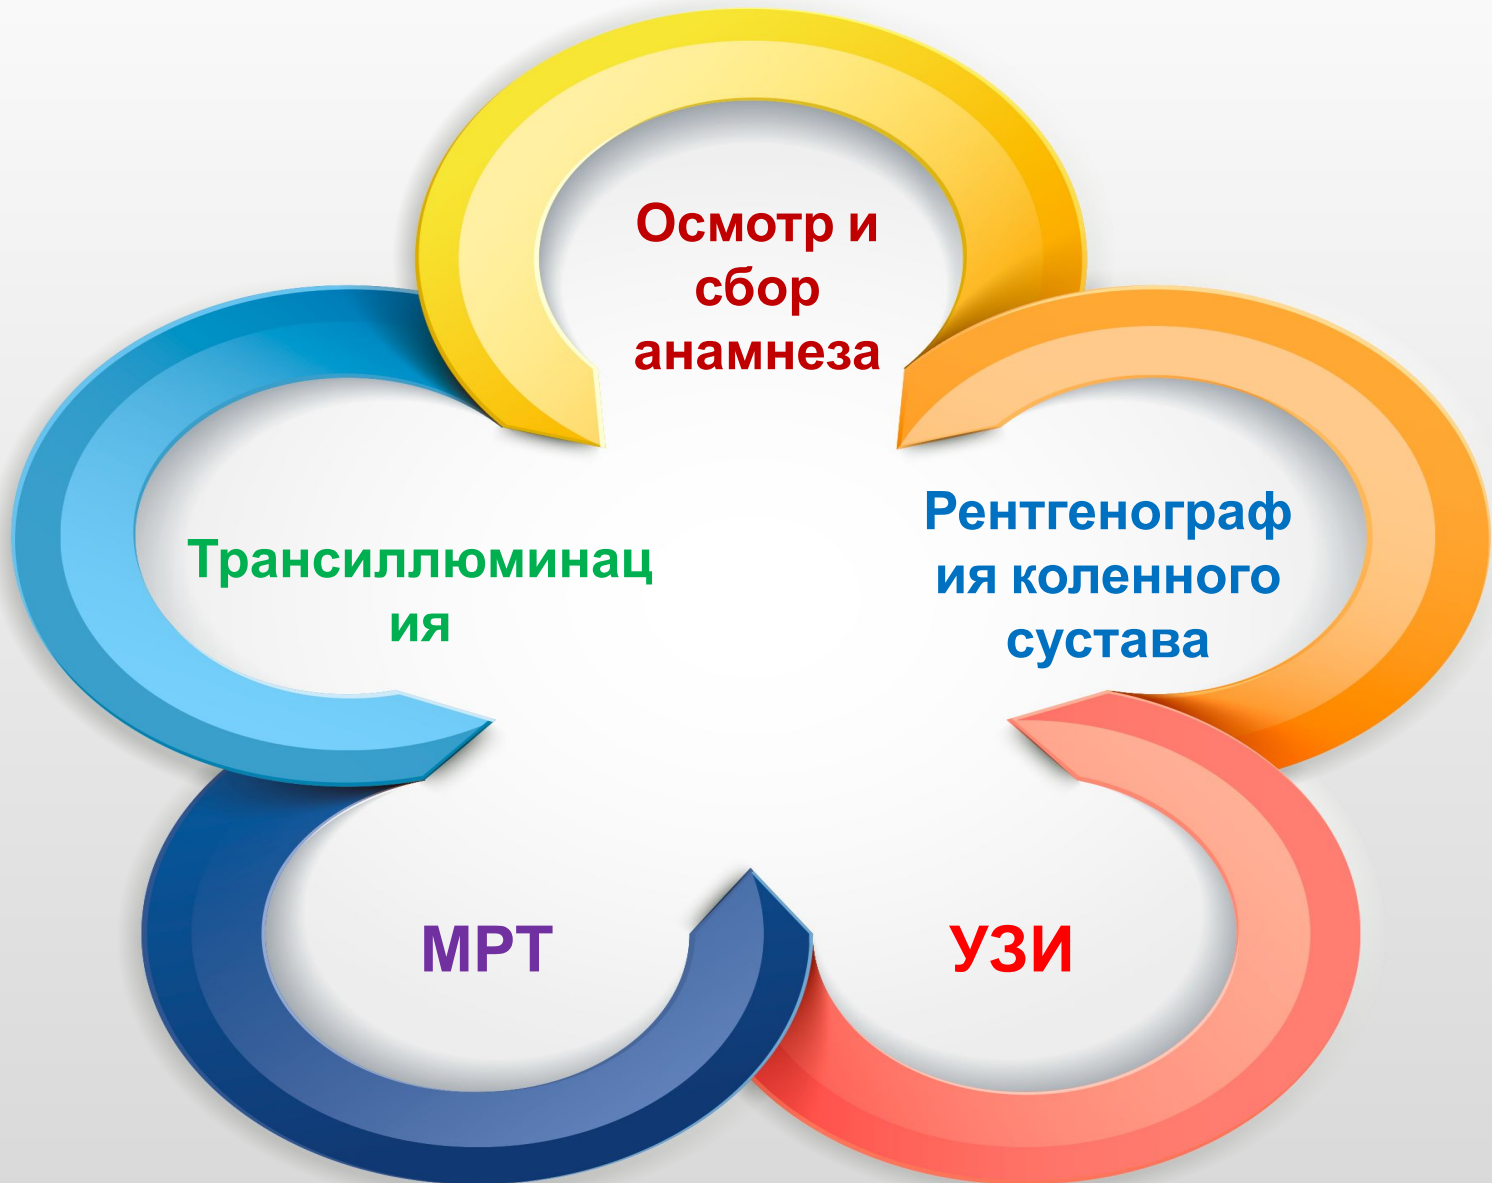 Осмотр и
сбор
анамнеза
Рентгенограф
ия коленного
сустава
Трансиллюминац
ия
МРТ
УЗИ